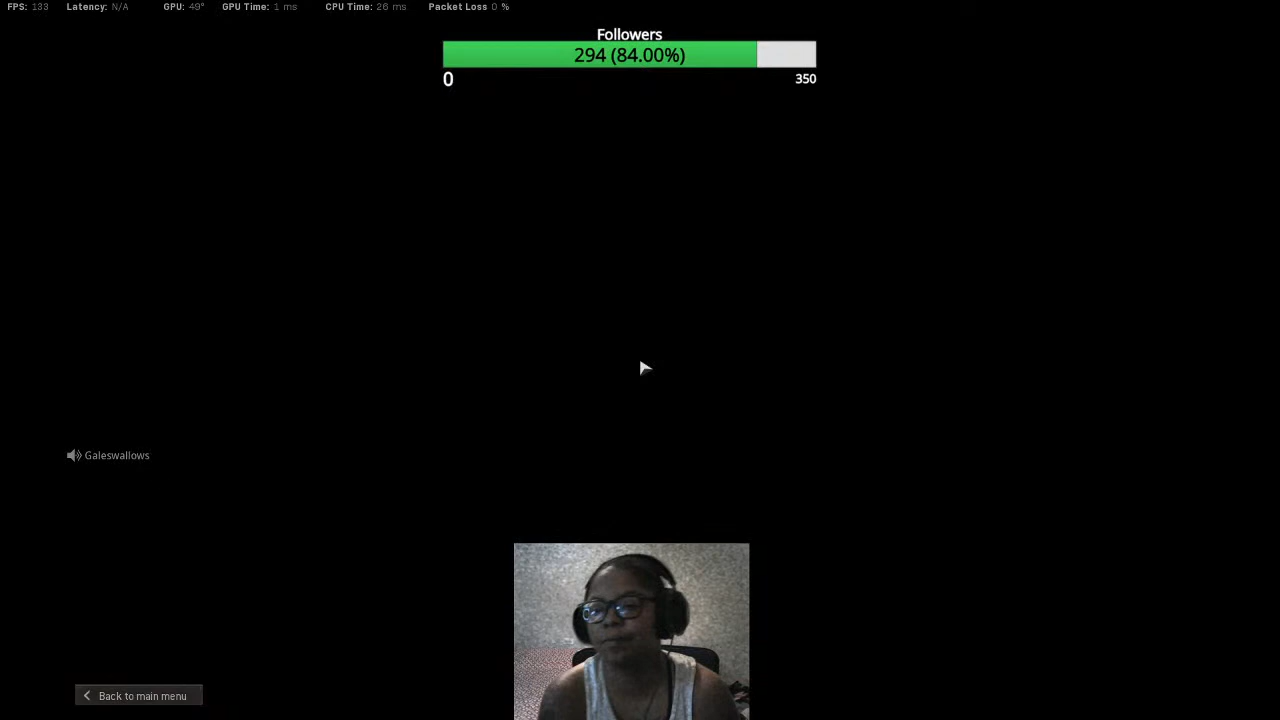 FPS: 133 Latency: N/A GPU: 49° GPU Time: 1 ms CPU Time: 26 ms Packet Loss 0 %
Followers
294 (84.00%)
0 350
Galeswallows
Back to main menu